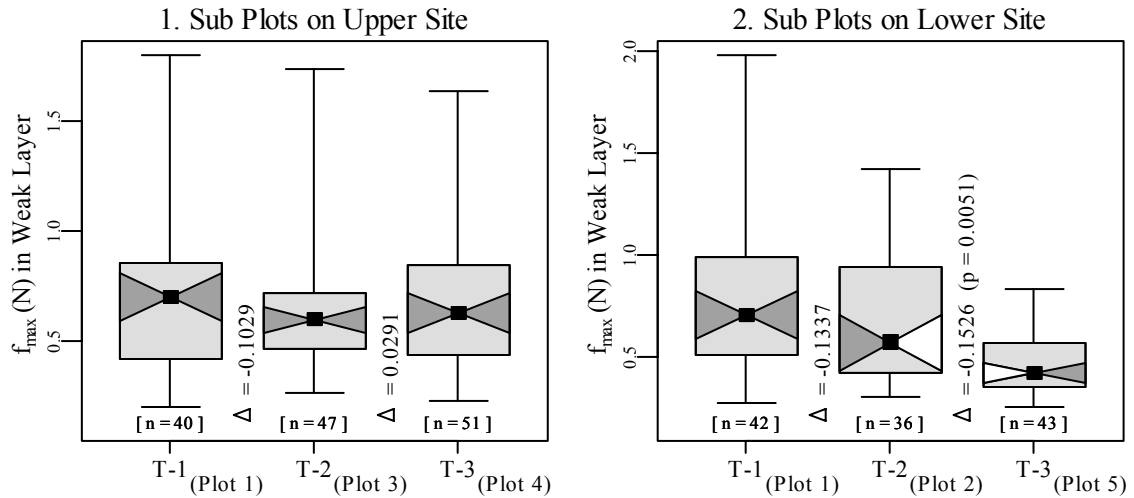 1. Sub Plots on Upper Site
f_max (N) in Weak Layer
1.5
1.0
0.5
Δ = -0.1029
Δ = 0.0291
[ n = 40 ]
[ n = 47 ]
[ n = 51 ]
T-1 (Plot 1)
T-2 (Plot 3)
T-3 (Plot 4)
2. Sub Plots on Lower Site
f_max (N) in Weak Layer
2.0
1.5
1.0
0.5
Δ = -0.1337
Δ = -0.1526 (p = 0.0051)
[ n = 42 ]
[ n = 36 ]
[ n = 43 ]
T-1 (Plot 1)
T-2 (Plot 2)
T-3 (Plot 5)